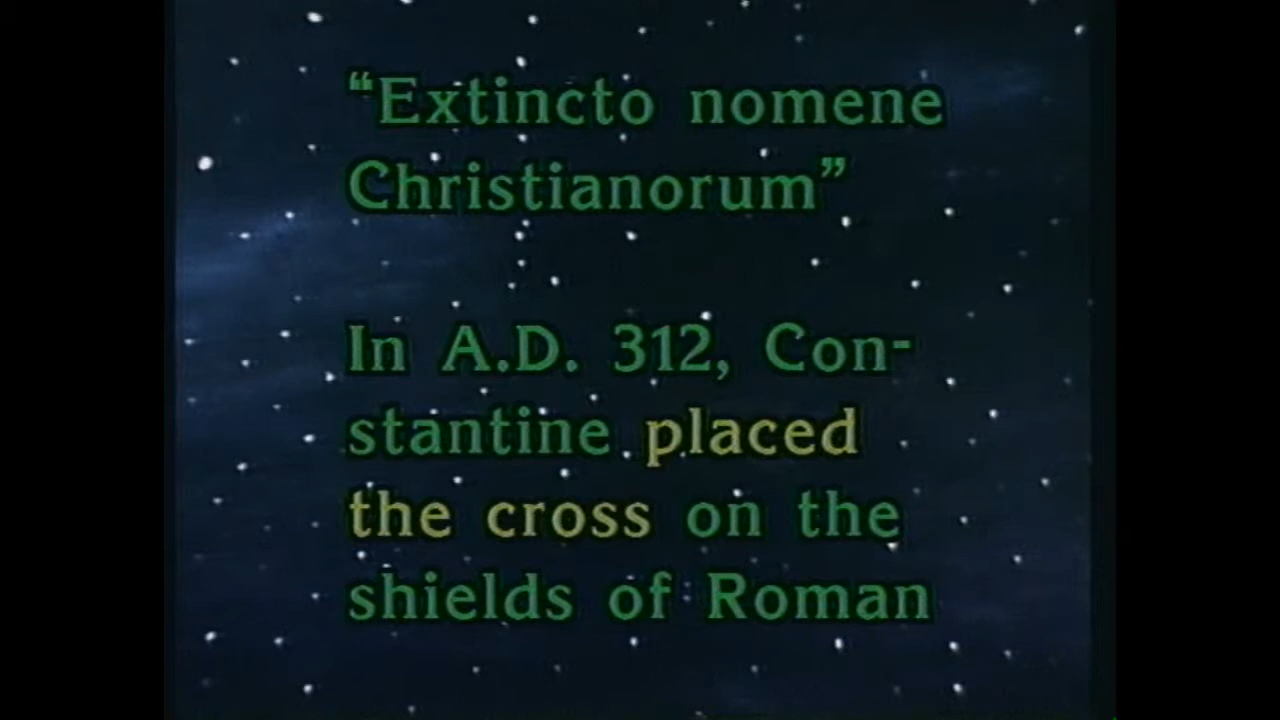 “Extincto nomene
Christianorum”
In A.D. 312, Con-
stantine placed
the cross on the
shields of Roman